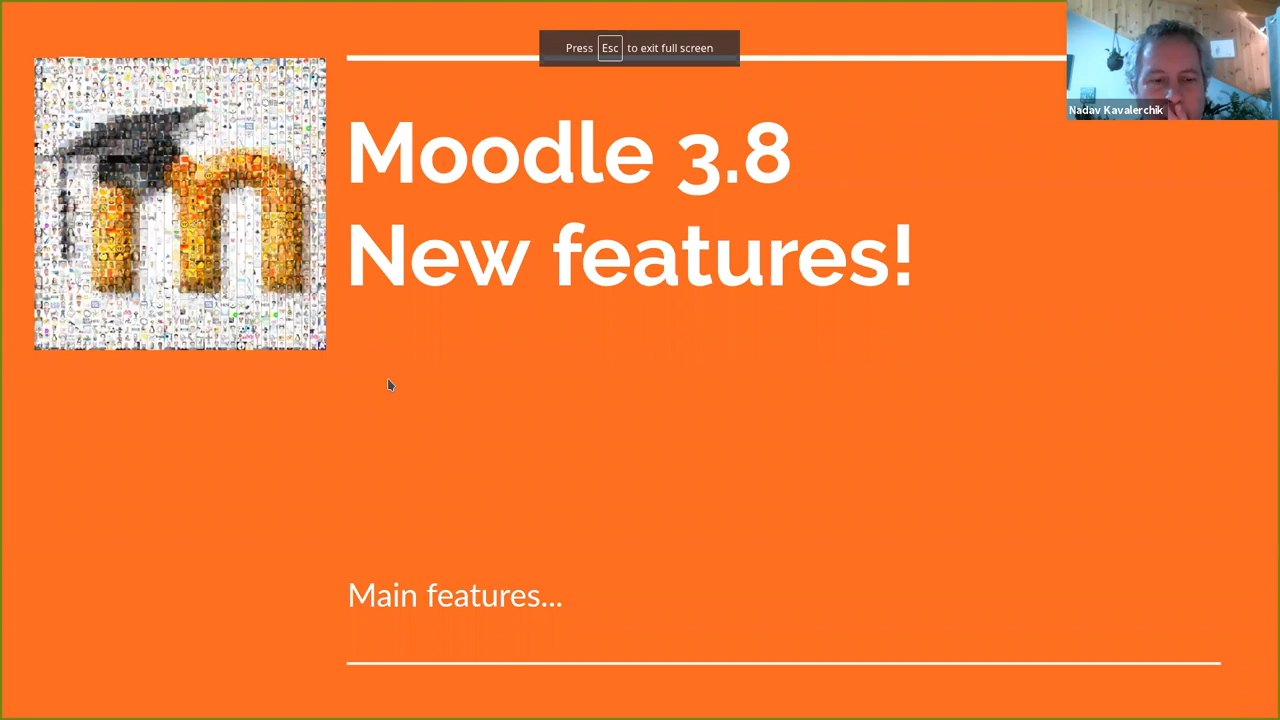 Press Esc to exit full screen
Nadav Kavalerchik
Moodle 3.8
New features!
Main features...